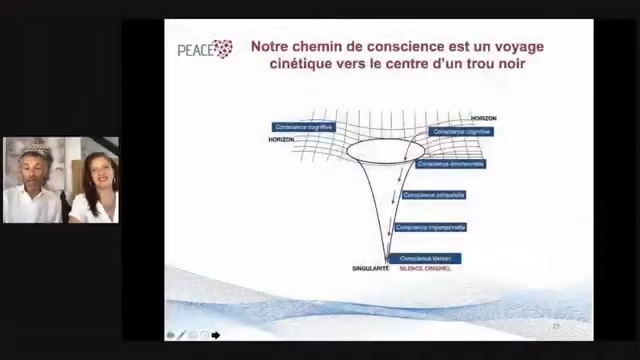 PEACE
Notre chemin de conscience est un voyage
cinétique vers le centre d'un trou noir
HORIZON
Conscience cognitive
Conscience cognitive
HORIZON
Conscience émotionnelle
Conscience sensorielle
Conscience impersonnelle
Conscience témoin
SINGULARITÉ
SILENCE ORIGINEL